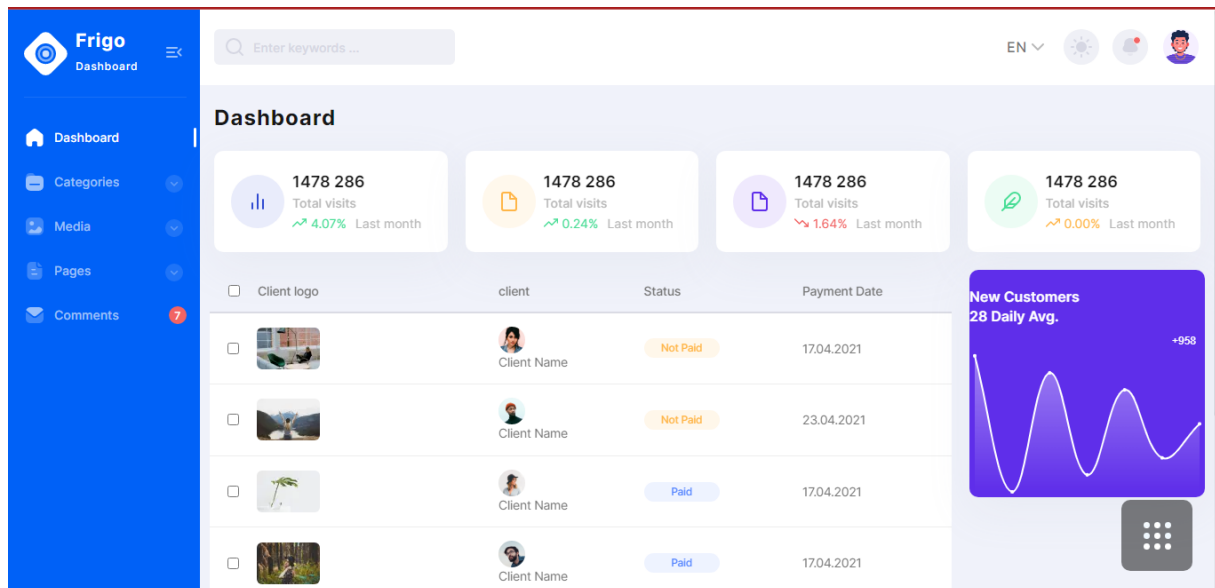 Frigo
Dashboard
Enter keywords ...
EN
Dashboard
Categories
Media
Pages
Comments 7
Dashboard
1478 286
Total visits
4.07% Last month
1478 286
Total visits
0.24% Last month
1478 286
Total visits
1.64% Last month
1478 286
Total visits
0.00% Last month
Client logo client Status Payment Date
Client Name Not Paid 17.04.2021
Client Name Not Paid 23.04.2021
Client Name Paid 17.04.2021
Client Name Paid 17.04.2021
New Customers
28 Daily Avg.
+958